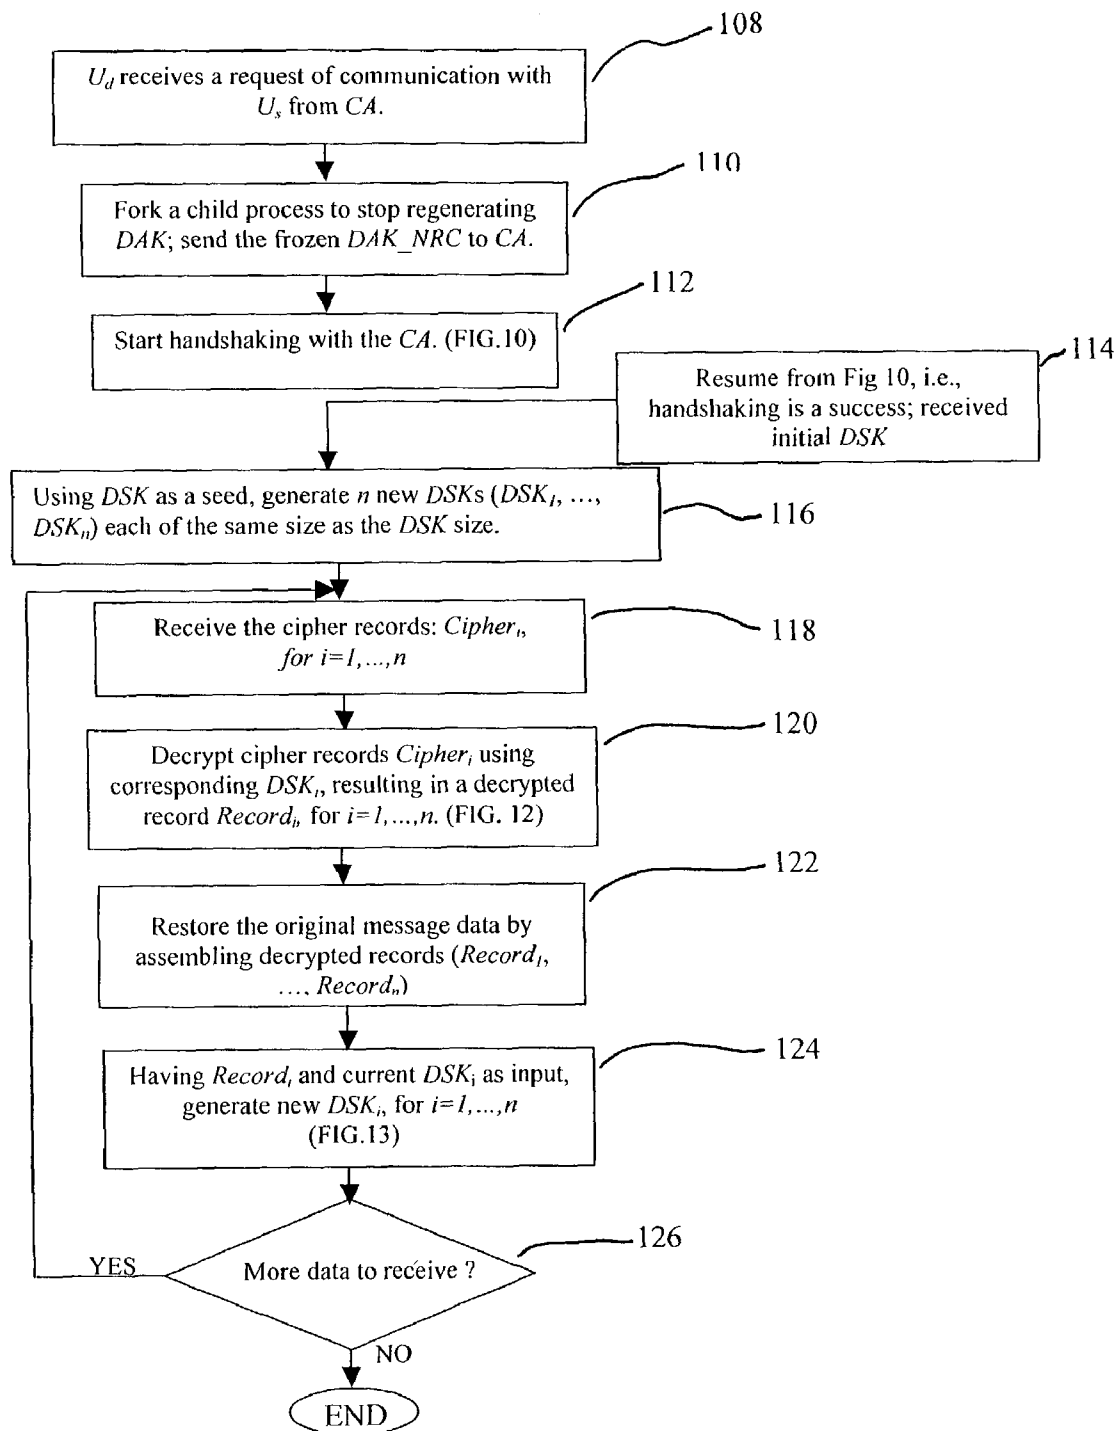 108
U_d receives a request of communication with
U_s from CA.
110
Fork a child process to stop regenerating
DAK; send the frozen DAK_NRC to CA.
112
Start handshaking with the CA. (FIG.10)
114
Resume from Fig 10, i.e.,
handshaking is a success; received
initial DSK
Using DSK as a seed, generate n new DSKs (DSK_1, ...,
DSK_n) each of the same size as the DSK size.
116
Receive the cipher records: Cipher_i,
for i=1,...,n
118
120
Decrypt cipher records Cipher_i using
corresponding DSK_i, resulting in a decrypted
record Record_i, for i=1,...,n. (FIG. 12)
122
Restore the original message data by
assembling decrypted records (Record_1,
..., Record_n)
124
Having Record_i and current DSK_i as input,
generate new DSK_i, for i=1,...,n
(FIG.13)
126
YES
More data to receive ?
NO
END